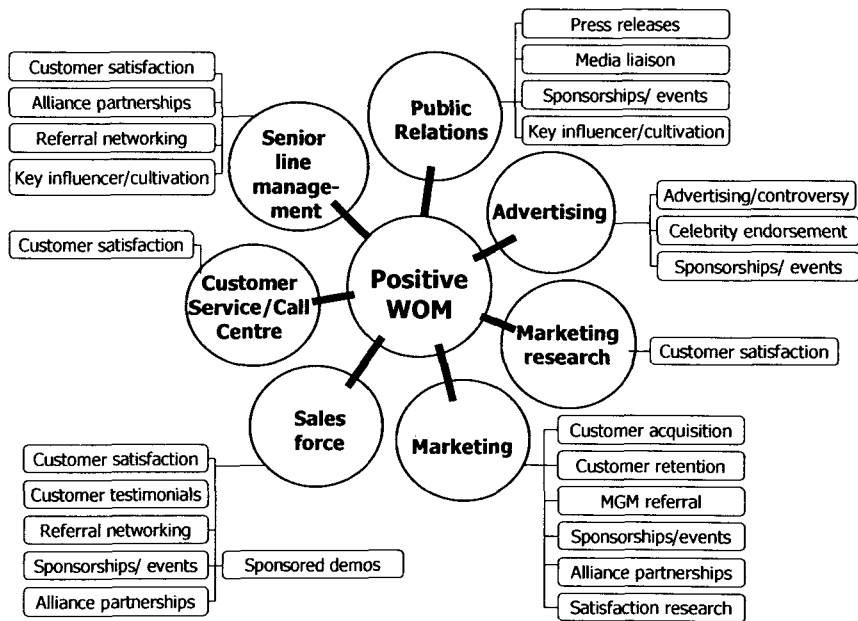 Press releases
Media liaison
Sponsorships/ events
Key influencer/cultivation
Public
Relations
Customer satisfaction
Alliance partnerships
Referral networking
Key influencer/cultivation
Senior
line
manage-
ment
Advertising
Advertising/controversy
Celebrity endorsement
Sponsorships/ events
Customer satisfaction
Customer
Service/Call
Centre
Positive
WOM
Marketing
research
Customer satisfaction
Sales
force
Marketing
Customer satisfaction
Customer testimonials
Referral networking
Sponsorships/ events
Sponsored demos
Alliance partnerships
Customer acquisition
Customer retention
MGM referral
Sponsorships/events
Alliance partnerships
Satisfaction research